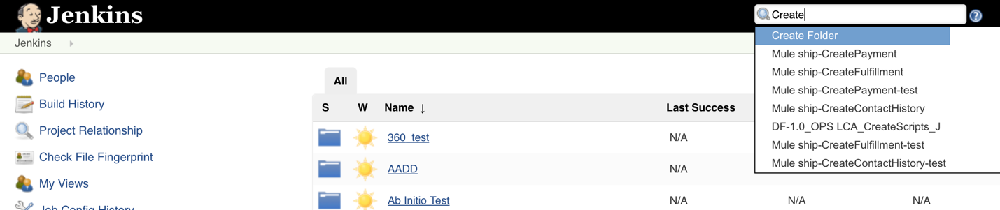 Jenkins
Create
Jenkins
Create Folder
Mule ship-CreatePayment
Mule ship-CreateFulfillment
Mule ship-CreatePayment-test
Mule ship-CreateContactHistory
DF-1.0_OPS LCA_CreateScripts_J
Mule ship-CreateFulfillment-test
Mule ship-CreateContactHistory-test
People
Build History
Project Relationship
Check File Fingerprint
My Views
Job Config History
All
S W Name ↓ Last Success
360_test N/A
AADD N/A
Ab Initio Test N/A N/A N/A